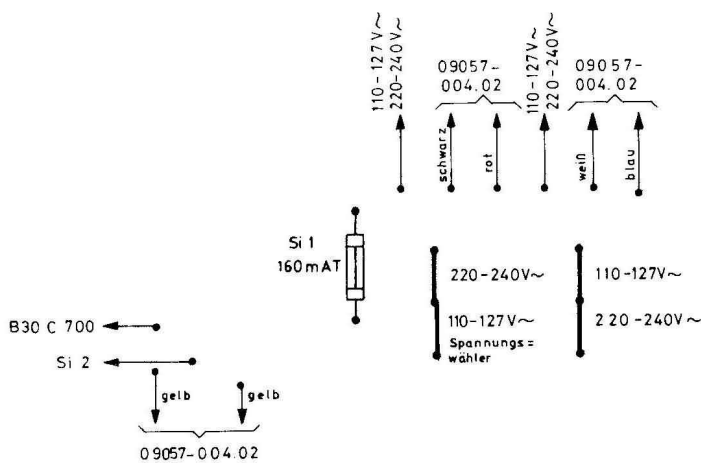 110-127V~
220-240V~
09057-
004.02
110-127V~
220-240V~
09057-
004.02
schwarz
rot
weiß
blau
Si 1
160mAT
220-240V~
110-127V~
Spannungs=
wähler
110-127V~
220-240V~
B30 C 700
Si 2
gelb
gelb
09057-004.02